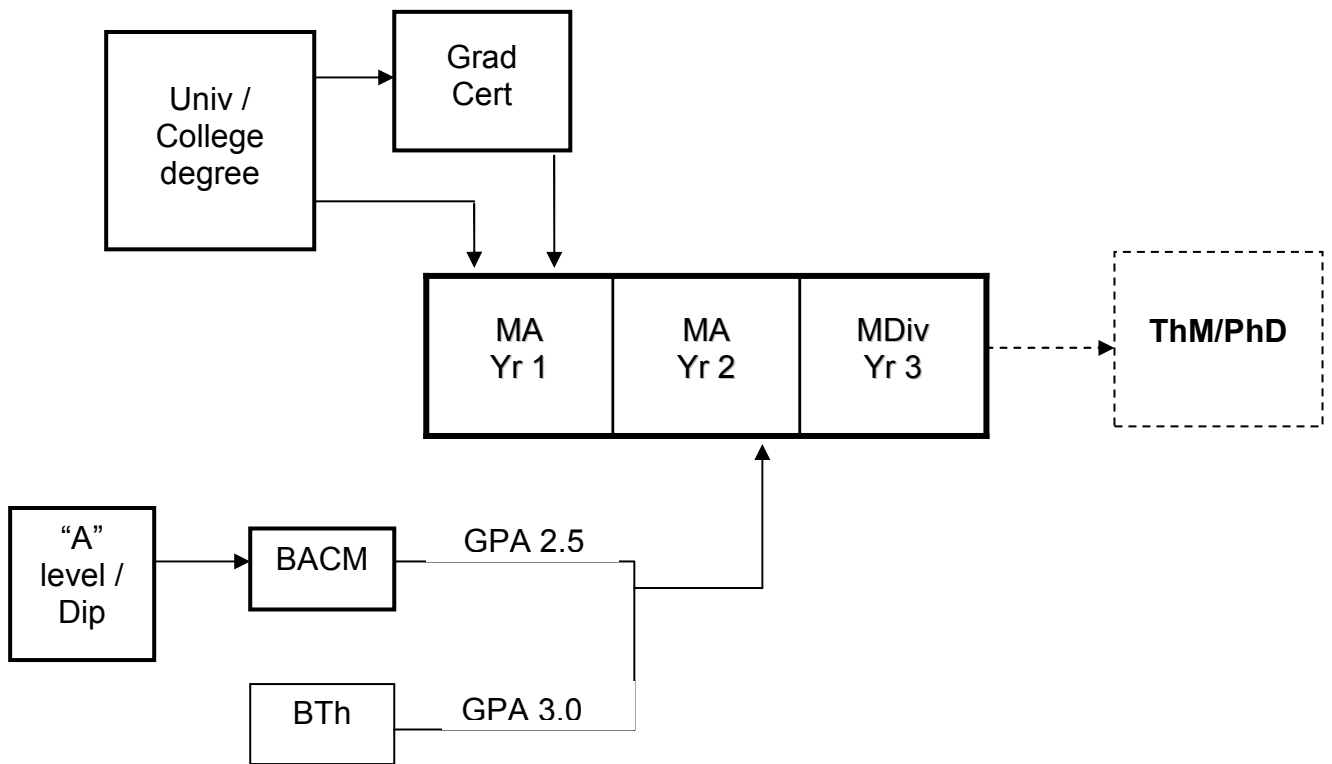 Univ /
College
degree
Grad
Cert
MA
Yr 1
MA
Yr 2
MDiv
Yr 3
ThM/PhD
“A”
level /
Dip
BACM
GPA 2.5
BTh
GPA 3.0